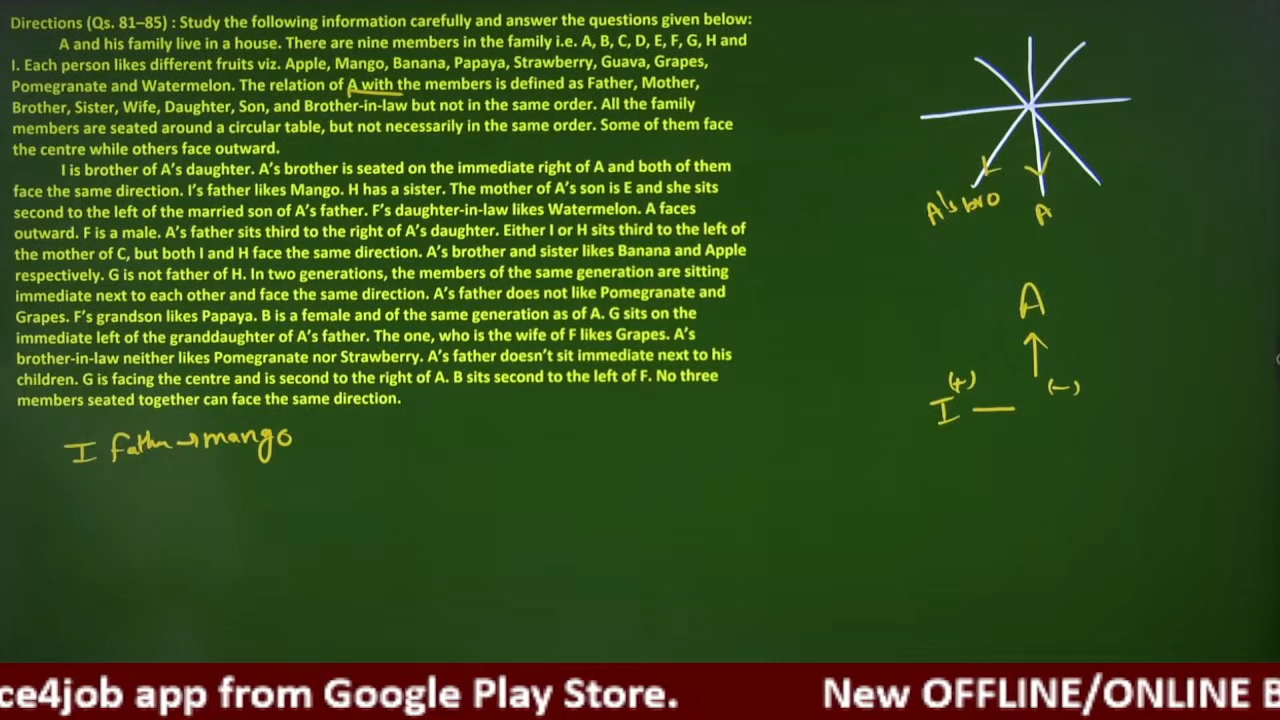 Directions (Qs. 81–85) : Study the following information carefully and answer the questions given below:
A and his family live in a house. There are nine members in the family i.e. A, B, C, D, E, F, G, H and
I. Each person likes different fruits viz. Apple, Mango, Banana, Papaya, Strawberry, Guava, Grapes,
Pomegranate and Watermelon. The relation of A with the members is defined as Father, Mother,
Brother, Sister, Wife, Daughter, Son, and Brother-in-law but not in the same order. All the family
members are seated around a circular table, but not necessarily in the same order. Some of them face
the centre while others face outward.
I is brother of A's daughter. A's brother is seated on the immediate right of A and both of them
face the same direction. I's father likes Mango. H has a sister. The mother of A's son is E and she sits
second to the left of the married son of A's father. F's daughter-in-law likes Watermelon. A faces
outward. F is a male. A's father sits third to the right of A's daughter. Either I or H sits third to the left of
the mother of C, but both I and H face the same direction. A's brother and sister likes Banana and Apple
respectively. G is not father of H. In two generations, the members of the same generation are sitting
immediate next to each other and face the same direction. A's father does not like Pomegranate and
Grapes. F's grandson likes Papaya. B is a female and of the same generation as of A. G sits on the
immediate left of the granddaughter of A's father. The one, who is the wife of F likes Grapes. A's
brother-in-law neither likes Pomegranate nor Strawberry. A's father doesn't sit immediate next to his
children. G is facing the centre and is second to the right of A. B sits second to the left of F. No three
members seated together can face the same direction.
A's bro A
A
(+) (−)
I —
I father → mango
ce4job app from Google Play Store. New OFFLINE/ONLINE B